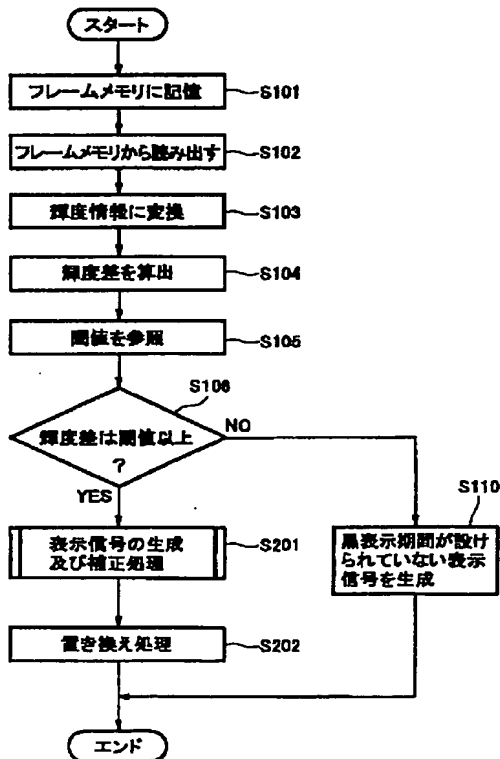 スタート
フレームメモリに記憶
S101
フレームメモリから読み出す
S102
輝度情報に変換
S103
輝度差を算出
S104
閾値を参照
S105
S106
輝度差は閾値以上
?
NO
YES
S110
表示信号の生成
及び補正処理
S201
黒表示期間が設け
られていない表示
信号を生成
置き換え処理
S202
エンド